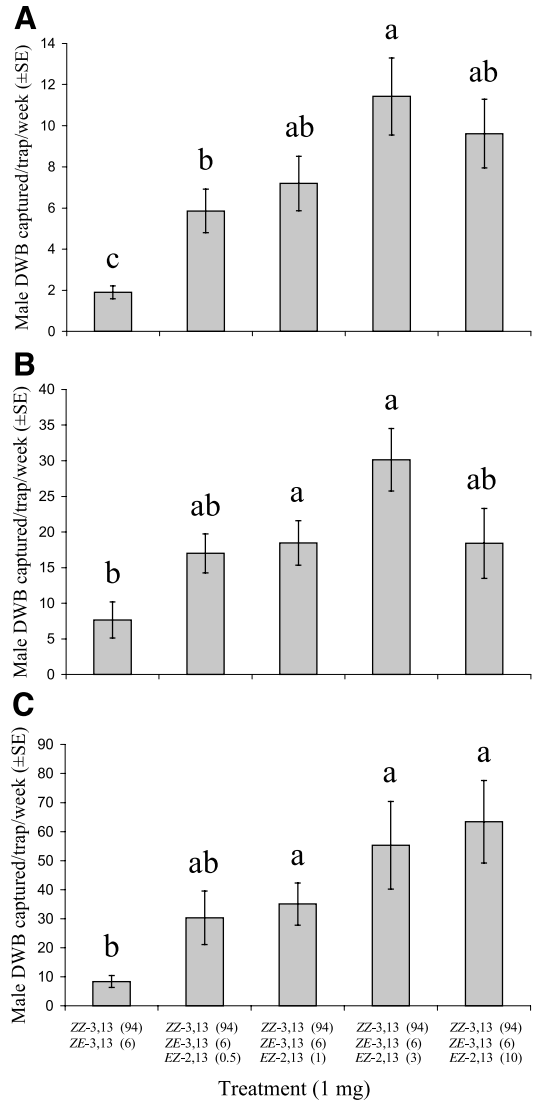 A
Male DWB captured/trap/week (±SE)
14
12
10
8
6
4
2
0
c
b
ab
a
ab
B
Male DWB captured/trap/week (±SE)
40
35
30
25
20
15
10
5
0
b
ab
a
a
ab
C
Male DWB captured/trap/week (±SE)
90
80
70
60
50
40
30
20
10
0
b
ab
a
a
a
ZZ-3,13 (94)
ZE-3,13 (6)
ZZ-3,13 (94)
ZE-3,13 (6)
EZ-2,13 (0.5)
ZZ-3,13 (94)
ZE-3,13 (6)
EZ-2,13 (1)
ZZ-3,13 (94)
ZE-3,13 (6)
EZ-2,13 (3)
ZZ-3,13 (94)
ZE-3,13 (6)
EZ-2,13 (10)
Treatment (1 mg)